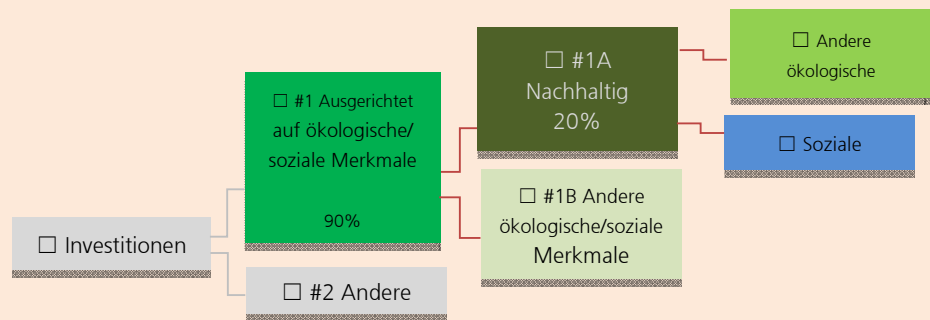 ☐ Investitionen
☐ #1 Ausgerichtet
auf ökologische/
soziale Merkmale
90%
☐ #2 Andere
☐ #1A
Nachhaltig
20%
☐ #1B Andere
ökologische/soziale
Merkmale
☐ Andere
ökologische
☐ Soziale